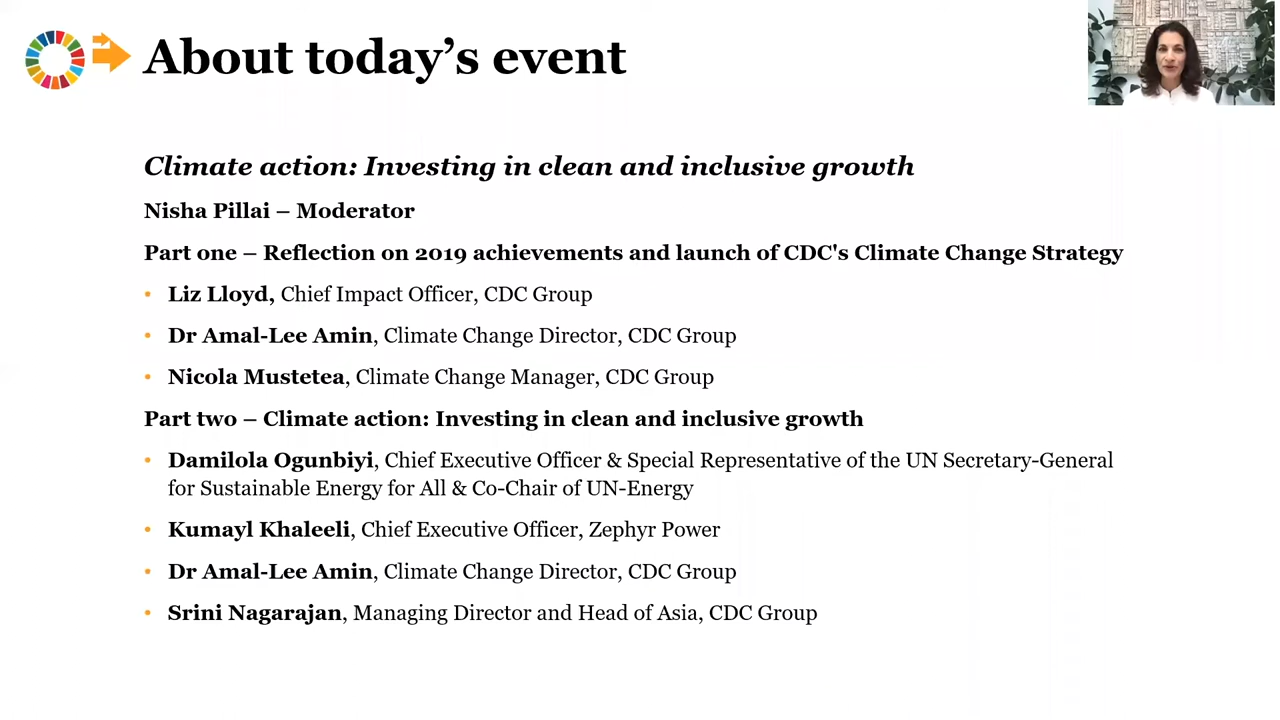 About today’s event
Climate action: Investing in clean and inclusive growth
Nisha Pillai – Moderator
Part one – Reflection on 2019 achievements and launch of CDC's Climate Change Strategy
• Liz Lloyd, Chief Impact Officer, CDC Group
• Dr Amal-Lee Amin, Climate Change Director, CDC Group
• Nicola Mustetea, Climate Change Manager, CDC Group
Part two – Climate action: Investing in clean and inclusive growth
• Damilola Ogunbiyi, Chief Executive Officer & Special Representative of the UN Secretary-General
for Sustainable Energy for All & Co-Chair of UN-Energy
• Kumayl Khaleeli, Chief Executive Officer, Zephyr Power
• Dr Amal-Lee Amin, Climate Change Director, CDC Group
• Srini Nagarajan, Managing Director and Head of Asia, CDC Group